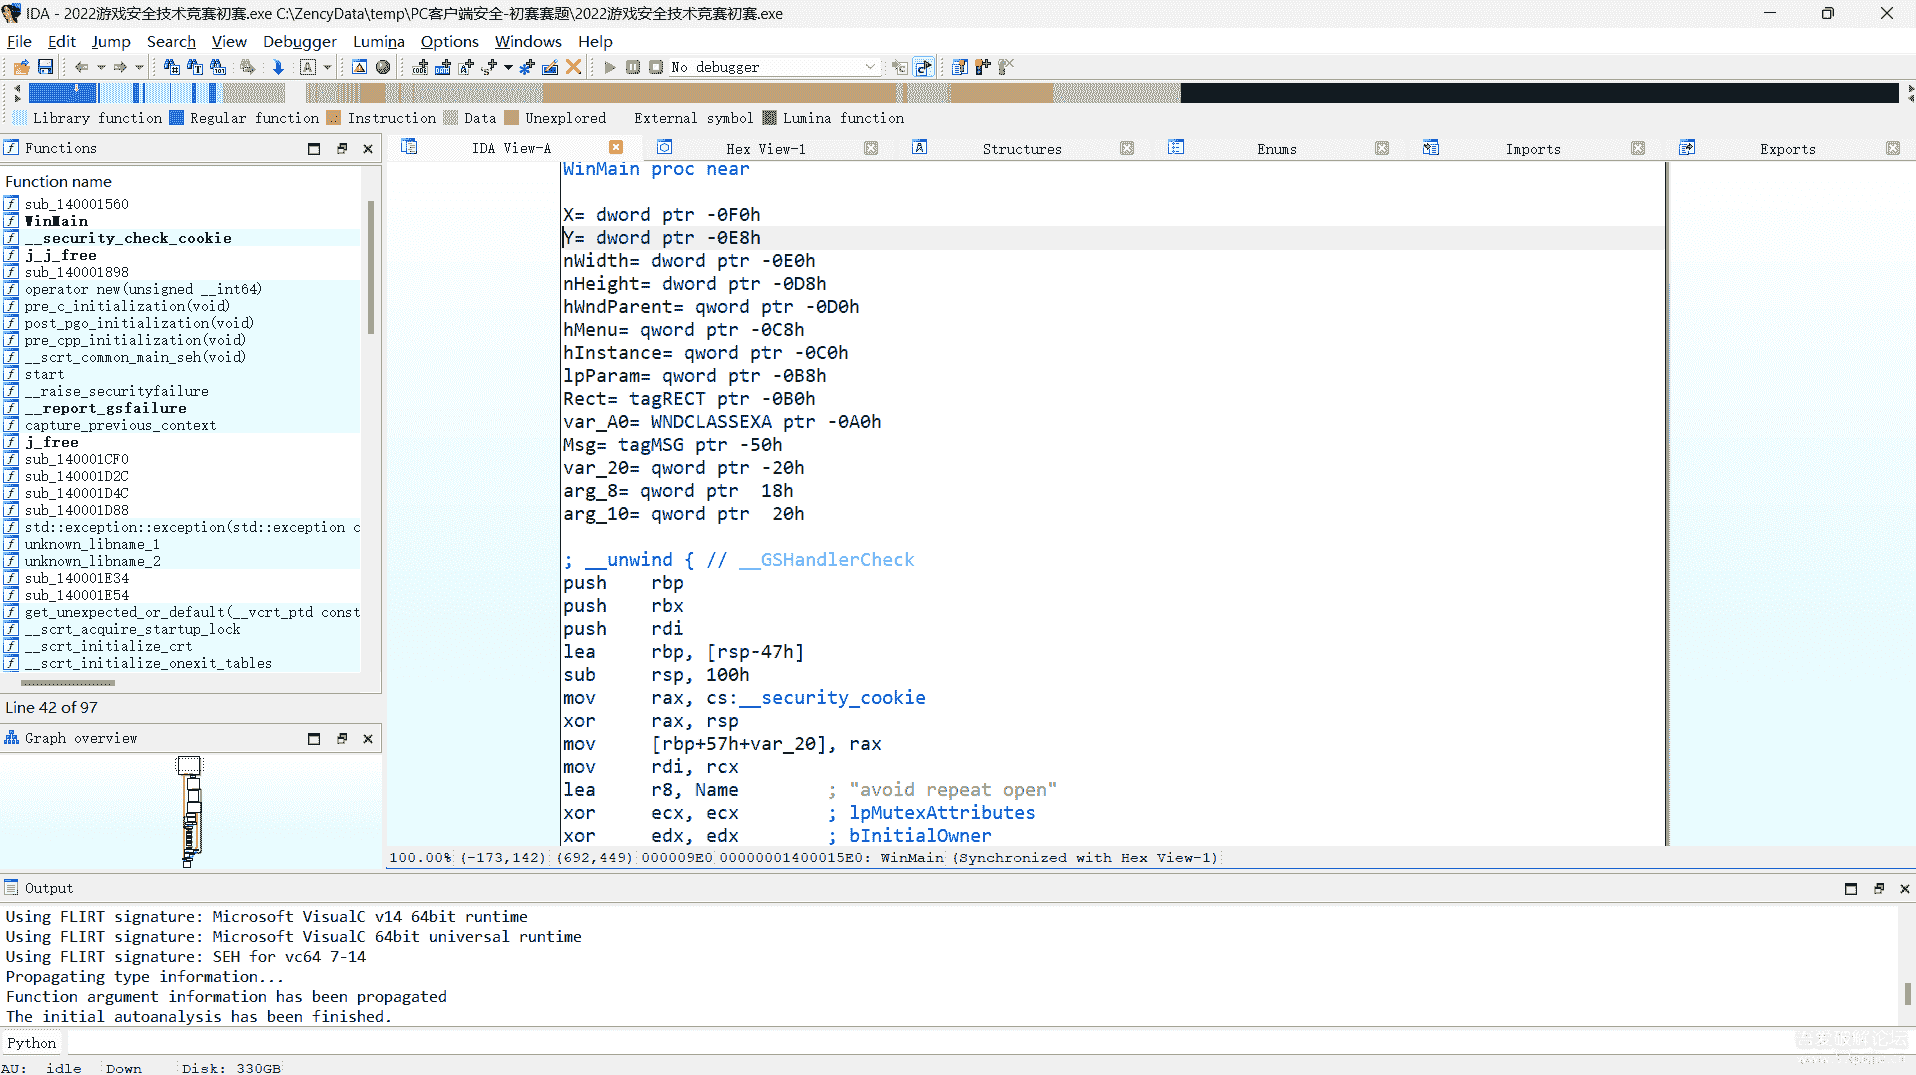 IDA - 2022游戏安全技术竞赛初赛.exe C:\ZencyData\temp\PC客户端安全-初赛赛题\2022游戏安全技术竞赛初赛.exe
File Edit Jump Search View Debugger Lumina Options Windows Help
No debugger
Library function Regular function Instruction Data Unexplored External symbol Lumina function
Functions
IDA View-A Hex View-1 Structures Enums Imports Exports
Function name
sub_140001560
WinMain
__security_check_cookie
j_j_free
sub_140001898
operator new(unsigned __int64)
pre_c_initialization(void)
post_pgo_initialization(void)
pre_cpp_initialization(void)
__scrt_common_main_seh(void)
start
__raise_securityfailure
__report_gsfailure
capture_previous_context
j_free
sub_140001CF0
sub_140001D2C
sub_140001D4C
sub_140001D88
std::exception::exception(std::exception c
unknown_libname_1
unknown_libname_2
sub_140001E34
sub_140001E54
get_unexpected_or_default(__vcrt_ptd const
__scrt_acquire_startup_lock
__scrt_initialize_crt
__scrt_initialize_onexit_tables
Line 42 of 97
Graph overview
WinMain proc near
X= dword ptr -0F0h
Y= dword ptr -0E8h
nWidth= dword ptr -0E0h
nHeight= dword ptr -0D8h
hWndParent= qword ptr -0D0h
hMenu= qword ptr -0C8h
hInstance= qword ptr -0C0h
lpParam= qword ptr -0B8h
Rect= tagRECT ptr -0B0h
var_A0= WNDCLASSEXA ptr -0A0h
Msg= tagMSG ptr -50h
var_20= qword ptr -20h
arg_8= qword ptr  18h
arg_10= qword ptr  20h
; __unwind { // __GSHandlerCheck
push rbp
push rbx
push rdi
lea rbp, [rsp-47h]
sub rsp, 100h
mov rax, cs:__security_cookie
xor rax, rsp
mov [rbp+57h+var_20], rax
mov rdi, rcx
lea r8, Name ; "avoid repeat open"
xor ecx, ecx ; lpMutexAttributes
xor edx, edx ; bInitialOwner
100.00% (-173,142) (692,449) 000009E0 00000001400015E0: WinMain (Synchronized with Hex View-1)
Output
Using FLIRT signature: Microsoft VisualC v14 64bit runtime
Using FLIRT signature: Microsoft VisualC 64bit universal runtime
Using FLIRT signature: SEH for vc64 7-14
Propagating type information...
Function argument information has been propagated
The initial autoanalysis has been finished.
Python
AU: idle Down Disk: 330GB